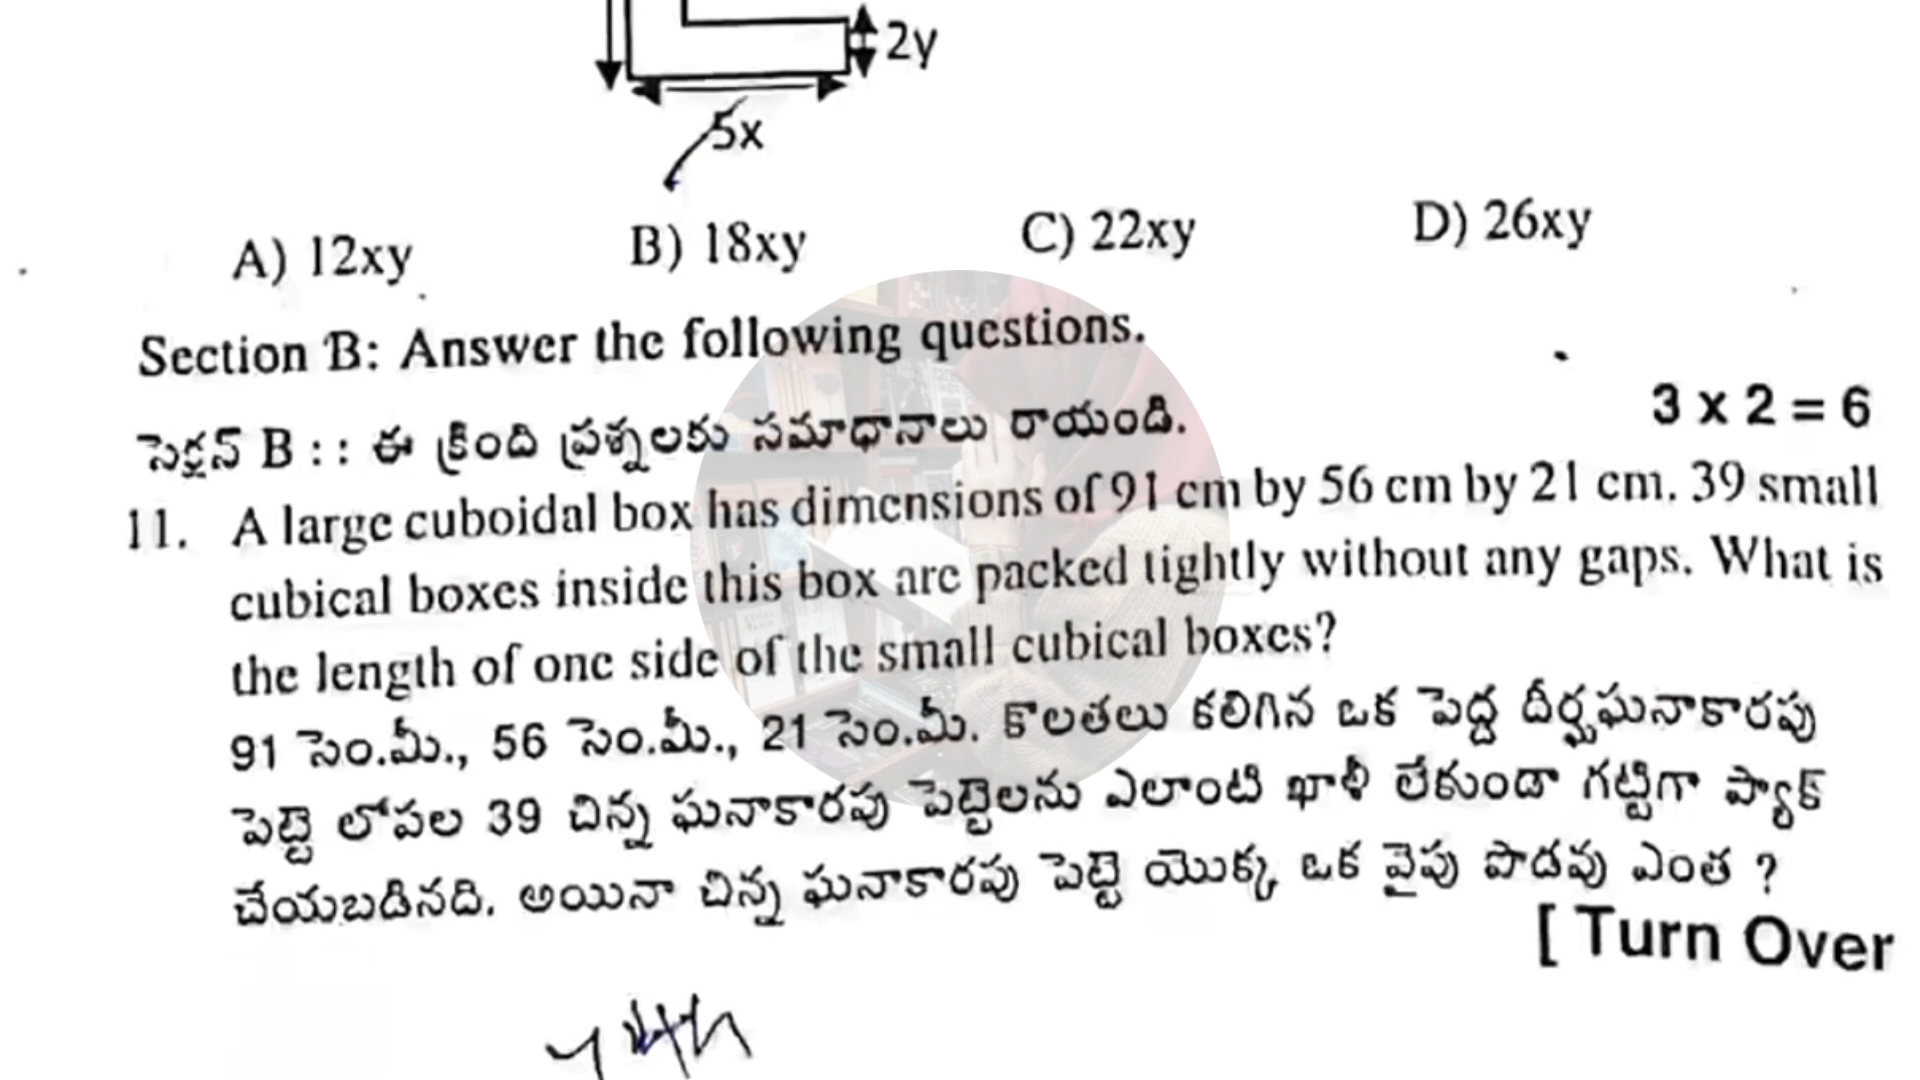 2y
5x
A) 12xy B) 18xy C) 22xy D) 26xy
Section B: Answer the following questions.
3 x 2 = 6
సెక్షన్ B : : ఈ క్రింది ప్రశ్నలకు సమాధానాలు రాయండి.
11. A large cuboidal box has dimensions of 91 cm by 56 cm by 21 cm. 39 small
cubical boxes inside this box are packed tightly without any gaps. What is
the length of one side of the small cubical boxes?
91 సెం.మీ., 56 సెం.మీ., 21 సెం.మీ. కొలతలు కలిగిన ఒక పెద్ద దీర్ఘఘనాకారపు
పెట్టె లోపల 39 చిన్న ఘనాకారపు పెట్టెలను ఎలాంటి ఖాళీ లేకుండా గట్టిగా ప్యాక్
చేయబడినది. అయినా చిన్న ఘనాకారపు పెట్టె యొక్క ఒక వైపు పొడవు ఎంత ?
[ Turn Over